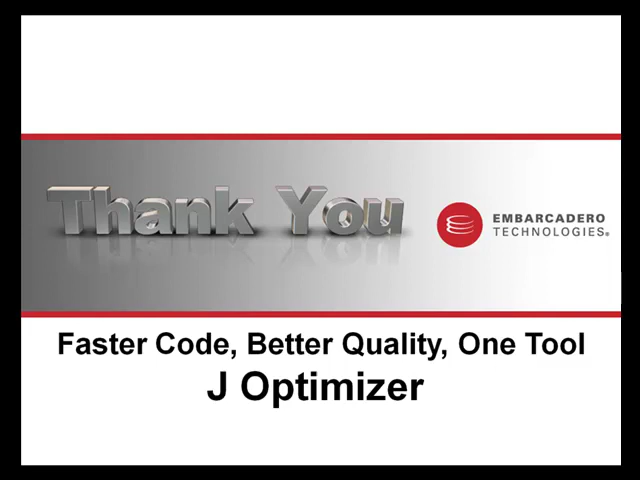 Thank You
EMBARCADERO
TECHNOLOGIES®
Faster Code, Better Quality, One Tool
J Optimizer